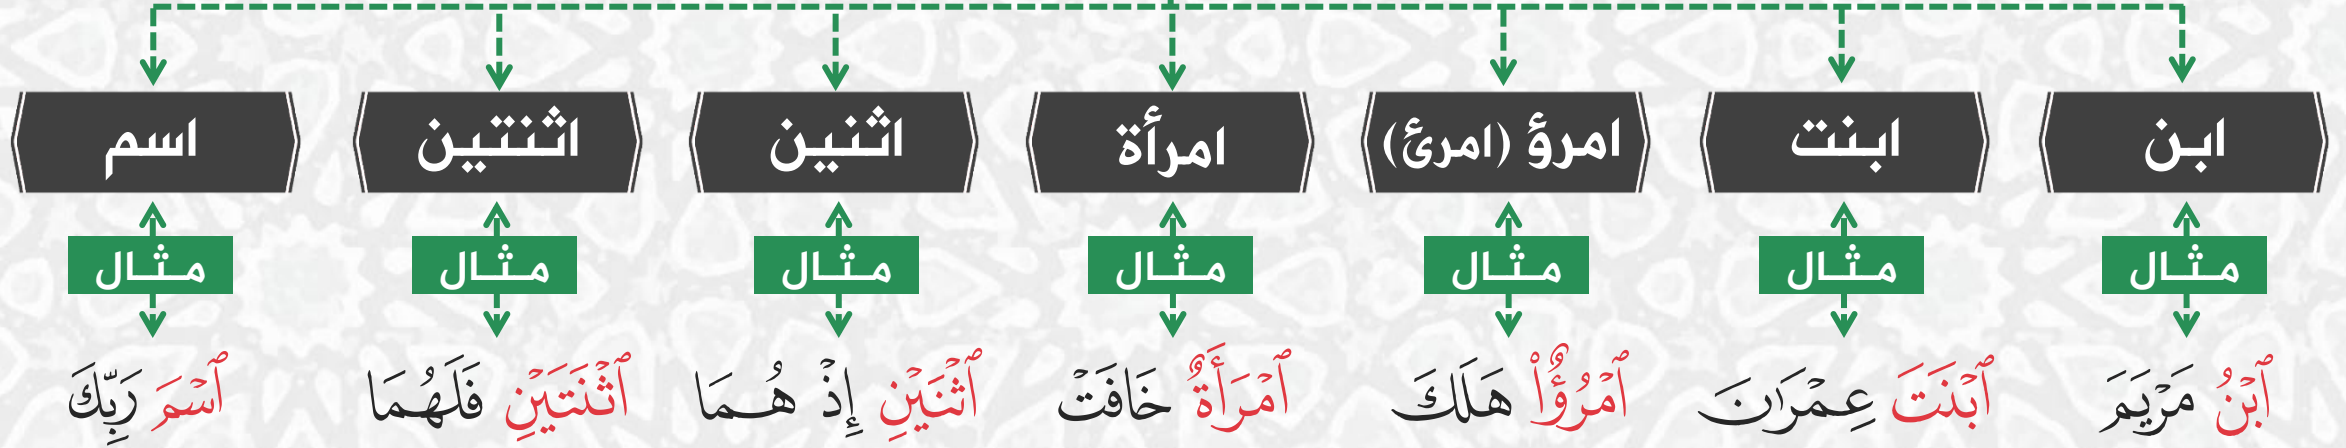 ابن ابنت امرؤ (امرئ) امرأة اثنين اثنتين اسم
مثال مثال مثال مثال مثال مثال مثال
ٱبۡنُ مَرۡيَمَ ٱبۡنَتَ عِمۡرَٰنَ ٱمۡرُؤٌاْ هَلَكَ ٱمۡرَأَةٌ خَافَتۡ ٱثۡنَيۡنِ إِذۡ هُمَا ٱثۡنَتَيۡنِ فَلَهُمَا ٱسۡمَ رَبِّكَ